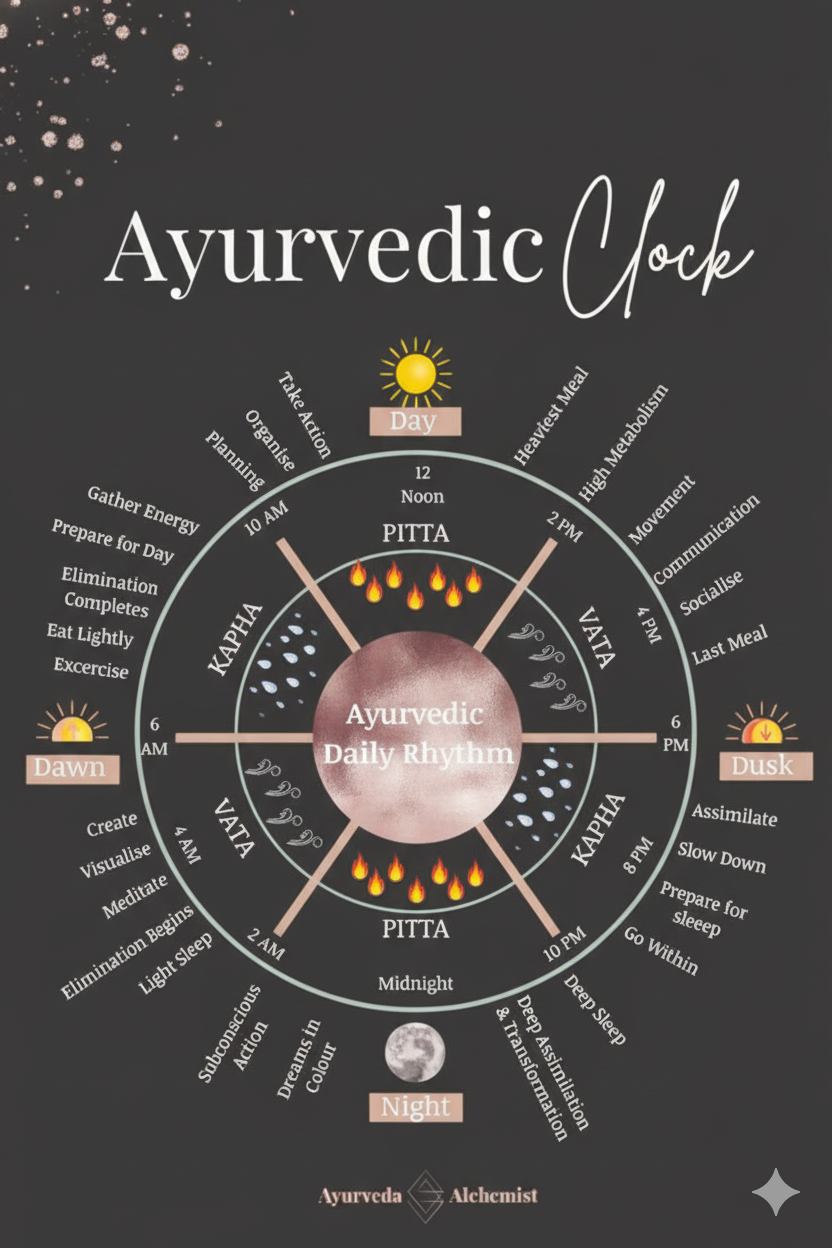 Ayurvedic Clock
Day
Take Action
Organise
Planning
Gather Energy
Prepare for Day
Elimination
Completes
Eat Lightly
Excercise
Heaviest Meal
High Metabolism
Movement
Communication
Socialise
Last Meal
12
Noon
PITTA
10 AM
2 PM
KAPHA
VATA
4 PM
Ayurvedic
Daily Rhythm
6
AM
6
PM
Dawn
Dusk
VATA
4 AM
KAPHA
8 PM
PITTA
2 AM
10 PM
Midnight
Create
Visualise
Meditate
Elimination Begins
Light Sleep
Subconscious
Action
Dreams in
Colour
Assimilate
Slow Down
Prepare for
sleeep
Go Within
Deep Sleep
Deep Assimilation
& Transformation
Night
Ayurveda Alchemist